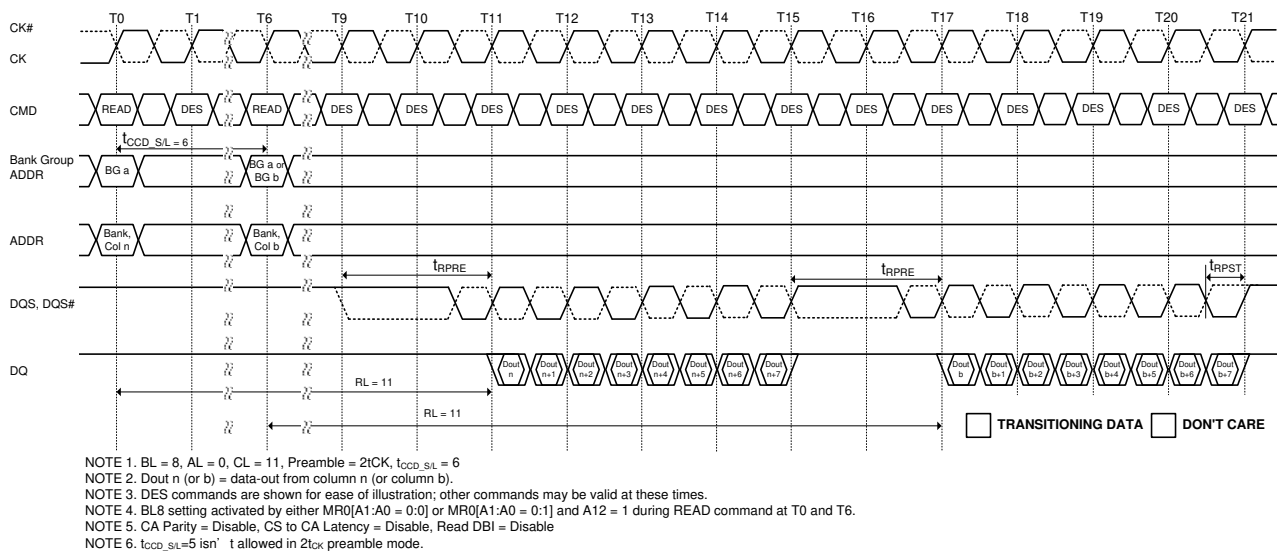 T0 T1 T6 T9 T10 T11 T12 T13 T14 T15 T16 T17 T18 T19 T20 T21
CK#
CK
CMD READ DES READ DES DES DES DES DES DES DES DES DES DES DES DES DES
tCCD_S/L = 6
Bank Group
ADDR
BG a
BG a or
BG b
ADDR
Bank,
Col n
Bank,
Col b
tRPRE tRPRE tRPST
DQS, DQS#
DQ
Dout
n
Dout
n+1
Dout
n+2
Dout
n+3
Dout
n+4
Dout
n+5
Dout
n+6
Dout
n+7
Dout
b
Dout
b+1
Dout
b+2
Dout
b+3
Dout
b+4
Dout
b+5
Dout
b+6
Dout
b+7
RL = 11
RL = 11
TRANSITIONING DATA DON'T CARE
NOTE 1. BL = 8, AL = 0, CL = 11, Preamble = 2tCK, tCCD_S/L = 6
NOTE 2. Dout n (or b) = data-out from column n (or column b).
NOTE 3. DES commands are shown for ease of illustration; other commands may be valid at these times.
NOTE 4. BL8 setting activated by either MR0[A1:A0 = 0:0] or MR0[A1:A0 = 0:1] and A12 = 1 during READ command at T0 and T6.
NOTE 5. CA Parity = Disable, CS to CA Latency = Disable, Read DBI = Disable
NOTE 6. tCCD_S/L=5 isn' t allowed in 2tCK preamble mode.